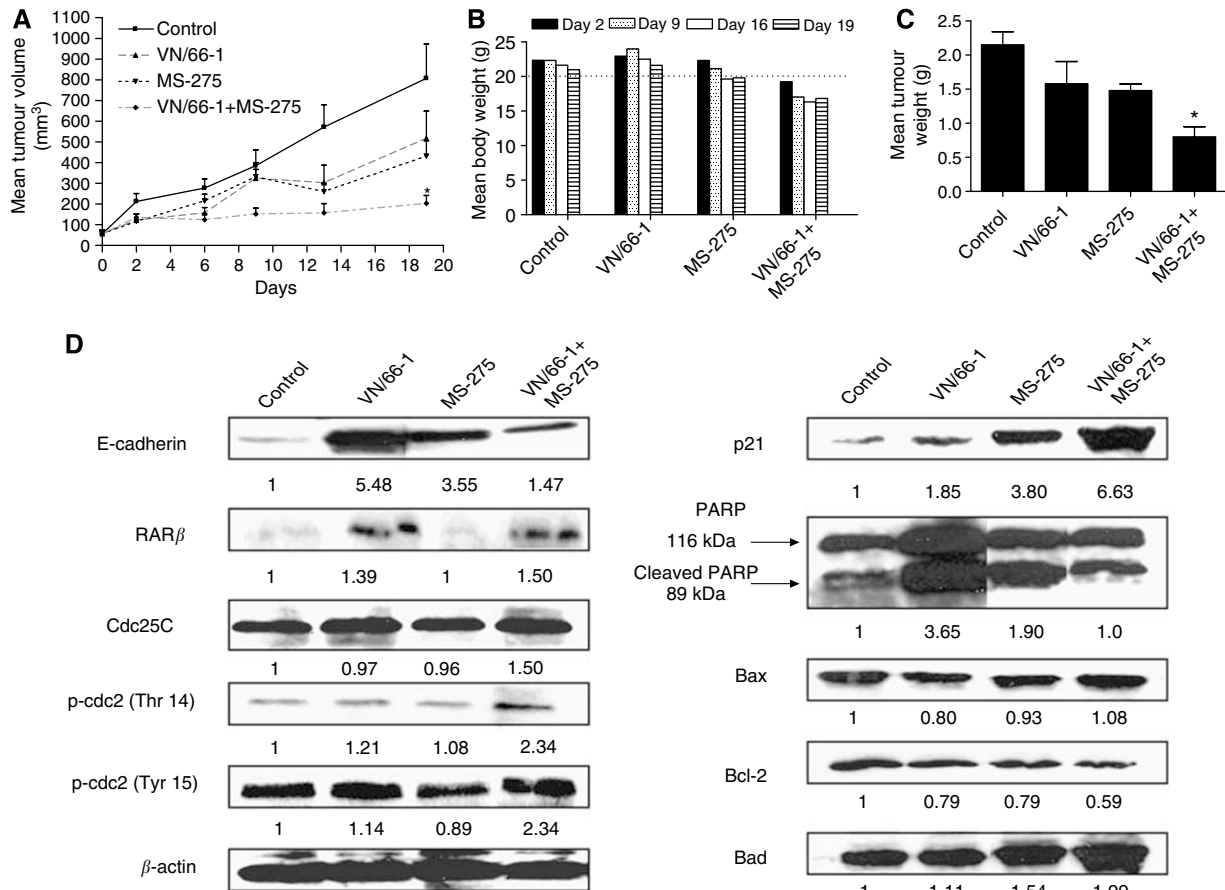 A
Control
VN/66-1
MS-275
VN/66-1+MS-275
Mean tumour volume
(mm3)
1100
1000
900
800
700
600
500
400
300
200
100
0
*
0 2 4 6 8 10 12 14 16 18 20
Days
B
Day 2 Day 9 Day 16 Day 19
Mean body weight (g)
25
20
15
10
5
0
Control
VN/66-1
MS-275
VN/66-1+
MS-275
C
Mean tumour
weight (g)
2.5
2.0
1.5
1.0
0.5
0.0
*
Control
VN/66-1
MS-275
VN/66-1+
MS-275
D
Control
VN/66-1
MS-275
VN/66-1+
MS-275
E-cadherin
1 5.48 3.55 1.47
RARβ
1 1.39 1 1.50
Cdc25C
1 0.97 0.96 1.50
p-cdc2 (Thr 14)
1 1.21 1.08 2.34
p-cdc2 (Tyr 15)
1 1.14 0.89 2.34
β-actin
Control
VN/66-1
MS-275
VN/66-1+
MS-275
p21
1 1.85 3.80 6.63
PARP
116 kDa
Cleaved PARP
89 kDa
1 3.65 1.90 1.0
Bax
1 0.80 0.93 1.08
Bcl-2
1 0.79 0.79 0.59
Bad